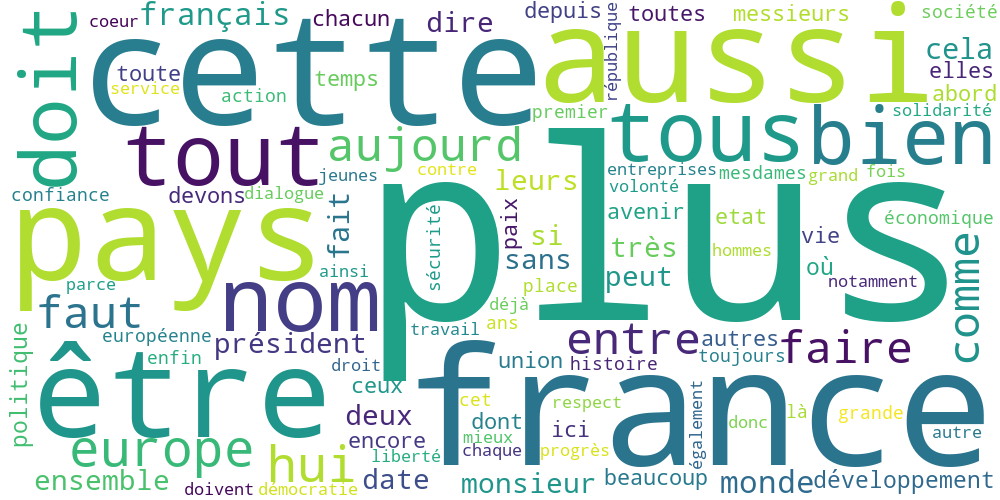 coeur
français
chacun
dire
depuis
toutes
messieurs
société
doit
cette
aussi
république
cela
toute
temps
elles
service
action
abord
premier
solidarité
tout
aujourd
tous
bien
confiance
devons
dialogue
jeunes
contre
leurs
entreprises
mesdames
grand
fois
volonté
pays
plus
fait
sécurité
paix
si
avenir
etat
économique
très
vie
hommes
sans
où
comme
ainsi
peut
notamment
parce
nom
place
déjà
faut
ans
européenne
travail
entre
autres
faire
président
politique
enfin
droit
union
histoire
toujours
être
france
ceux
cet
respect
également
deux
dont
ici
donc
là
grande
autre
encore
mieux
europe
chaque
progrès
liberté
hui
ensemble
doivent
démocratie
date
monsieur
beaucoup
monde
développement